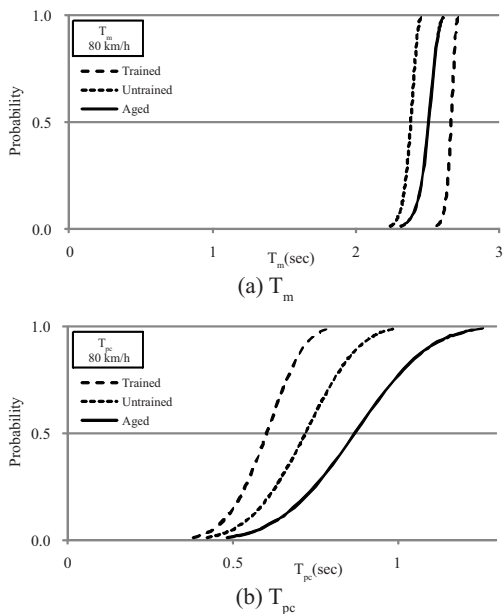 1.0
T_m
80 km/h
Trained
Untrained
Aged
Probability
0.5
0.0
0 1 2 3
T_m(sec)
(a) T_m
1.0
T_pc
80 km/h
Trained
Untrained
Aged
Probability
0.5
0.0
0 0.5 1
T_pc(sec)
(b) T_pc